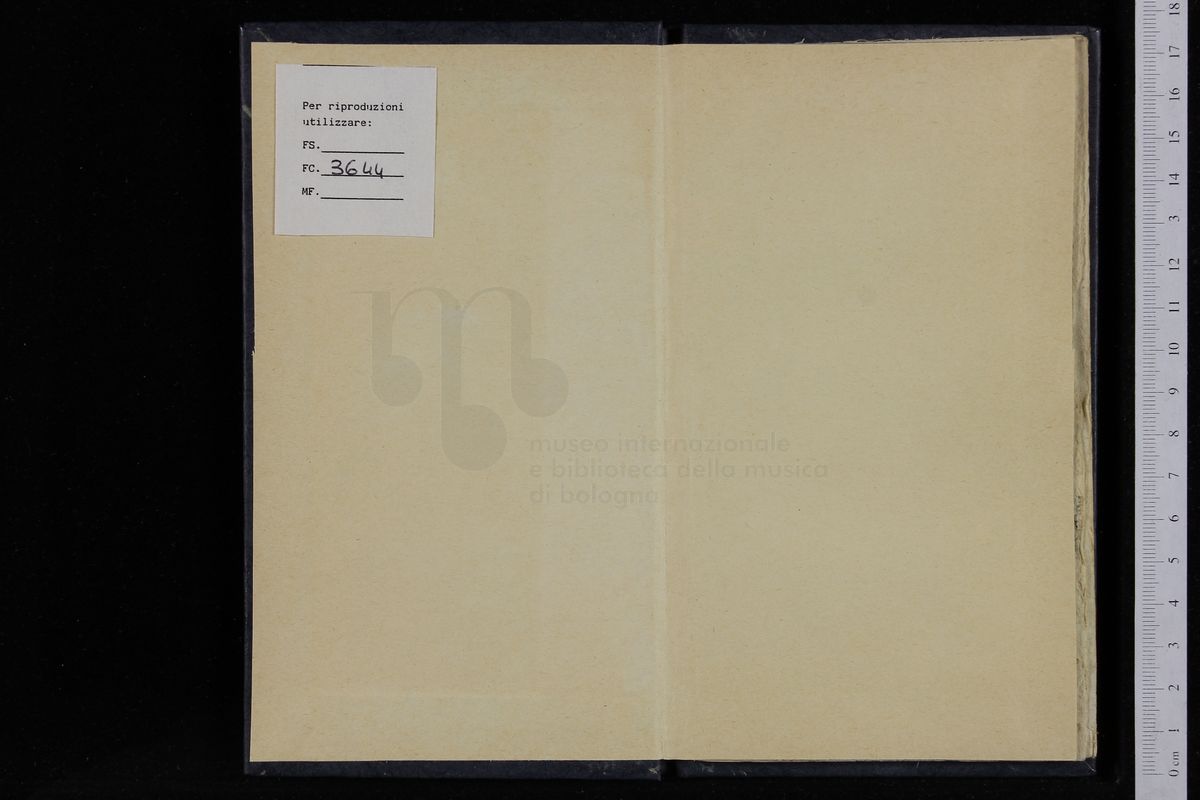 Per riproduzioni
utilizzare:
FS.
FC. 3644
MF.
museo internazionale
e biblioteca della musica
di bologna
18
17
16
15
14
3
12
11
10
9
8
7
6
5
4
3
2
1
0 cm